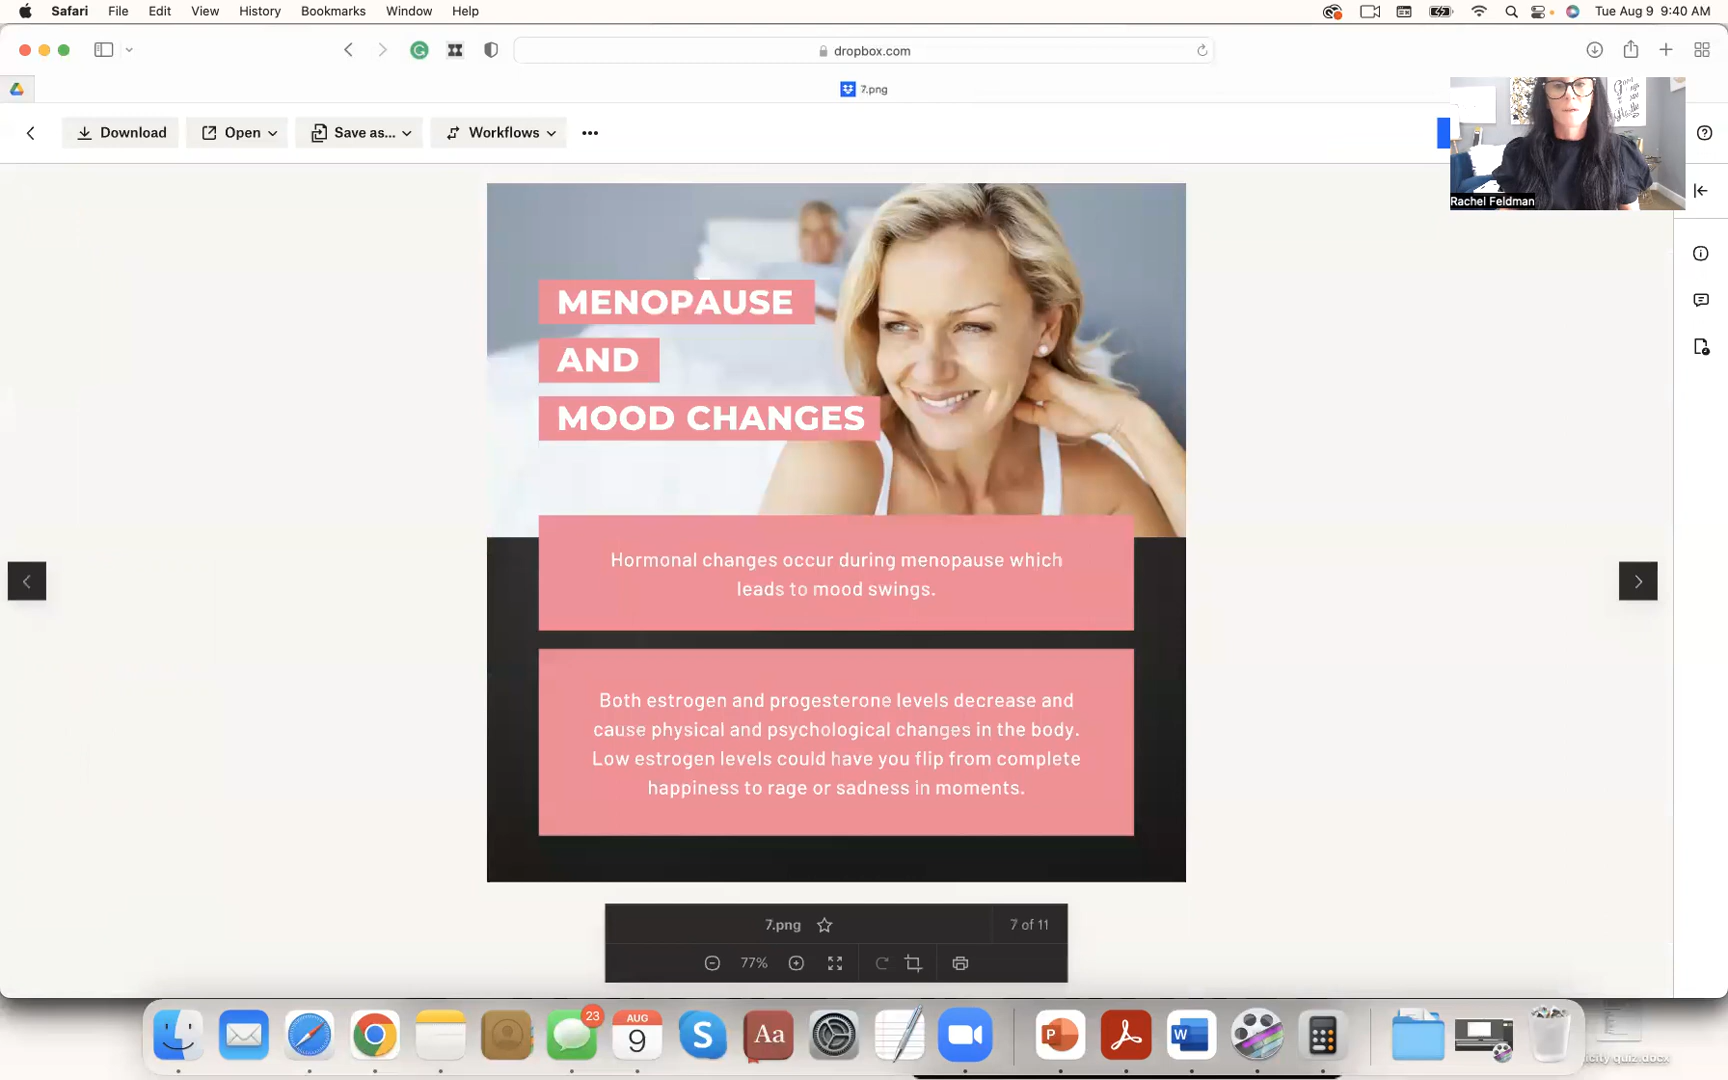 Safari File Edit View History Bookmarks Window Help Tue Aug 9 9:40 AM
dropbox.com
7.png
Download Open Save as... Workflows
Rachel Feldman
MENOPAUSE
AND
MOOD CHANGES
Hormonal changes occur during menopause which
leads to mood swings.
Both estrogen and progesterone levels decrease and
cause physical and psychological changes in the body.
Low estrogen levels could have you flip from complete
happiness to rage or sadness in moments.
7.png 7 of 11
77%
23
AUG
9
Aa
icity quiz.docx